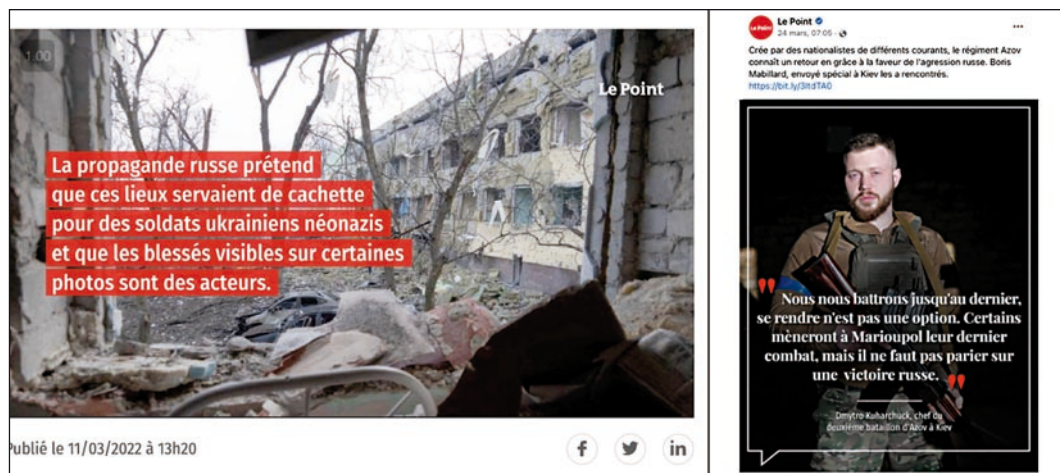 1:00
Le Point
La propagande russe prétend
que ces lieux servaient de cachette
pour des soldats ukrainiens néonazis
et que les blessés visibles sur certaines
photos sont des acteurs.
Publié le 11/03/2022 à 13h20
f
in
Le Point
Le Point
24 mars, 07:05 ·
Crée par des nationalistes de différents courants, le régiment Azov
connaît un retour en grâce à la faveur de l'agression russe. Boris
Mabillard, envoyé spécial à Kiev les a rencontrés.
https://bit.ly/3ItdTA0
" Nous nous battrons jusqu'au dernier,
se rendre n'est pas une option. Certains
mèneront à Marioupol leur dernier
combat, mais il ne faut pas parier sur
une victoire russe. "
Dmytro Kuharchuck, chef du
deuxième bataillon d'Azov à Kiev